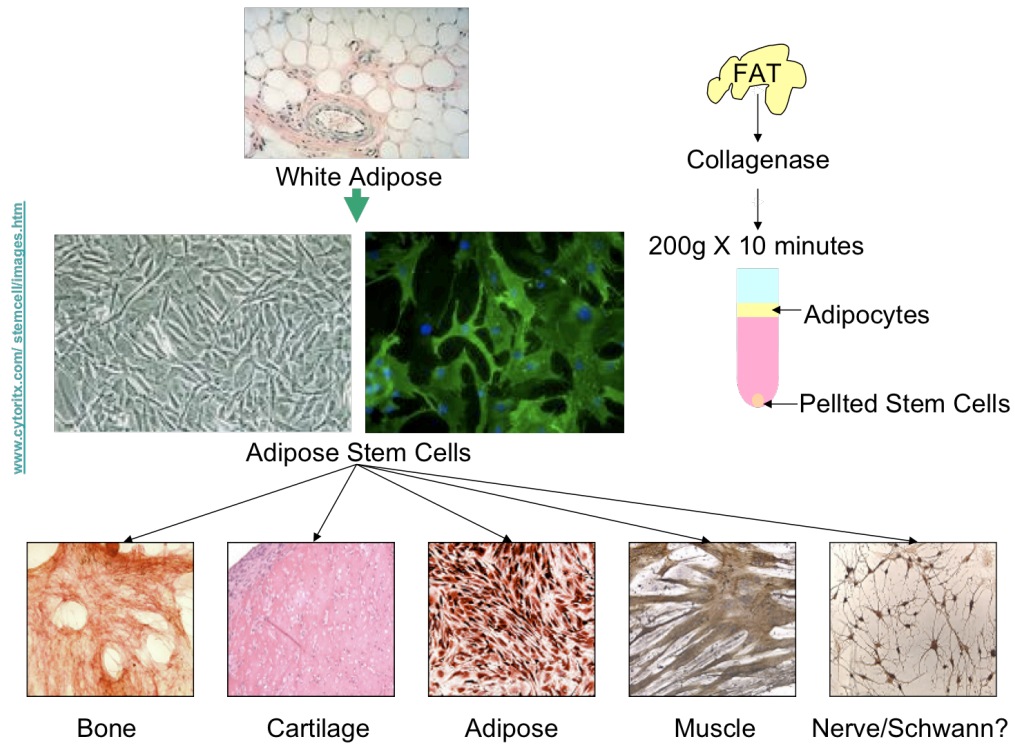 FAT
Collagenase
White Adipose
www.cytoritx.com/ stemcell/images.htm
200g X 10 minutes
Adipocytes
Pellted Stem Cells
Adipose Stem Cells
Bone
Cartilage
Adipose
Muscle
Nerve/Schwann?